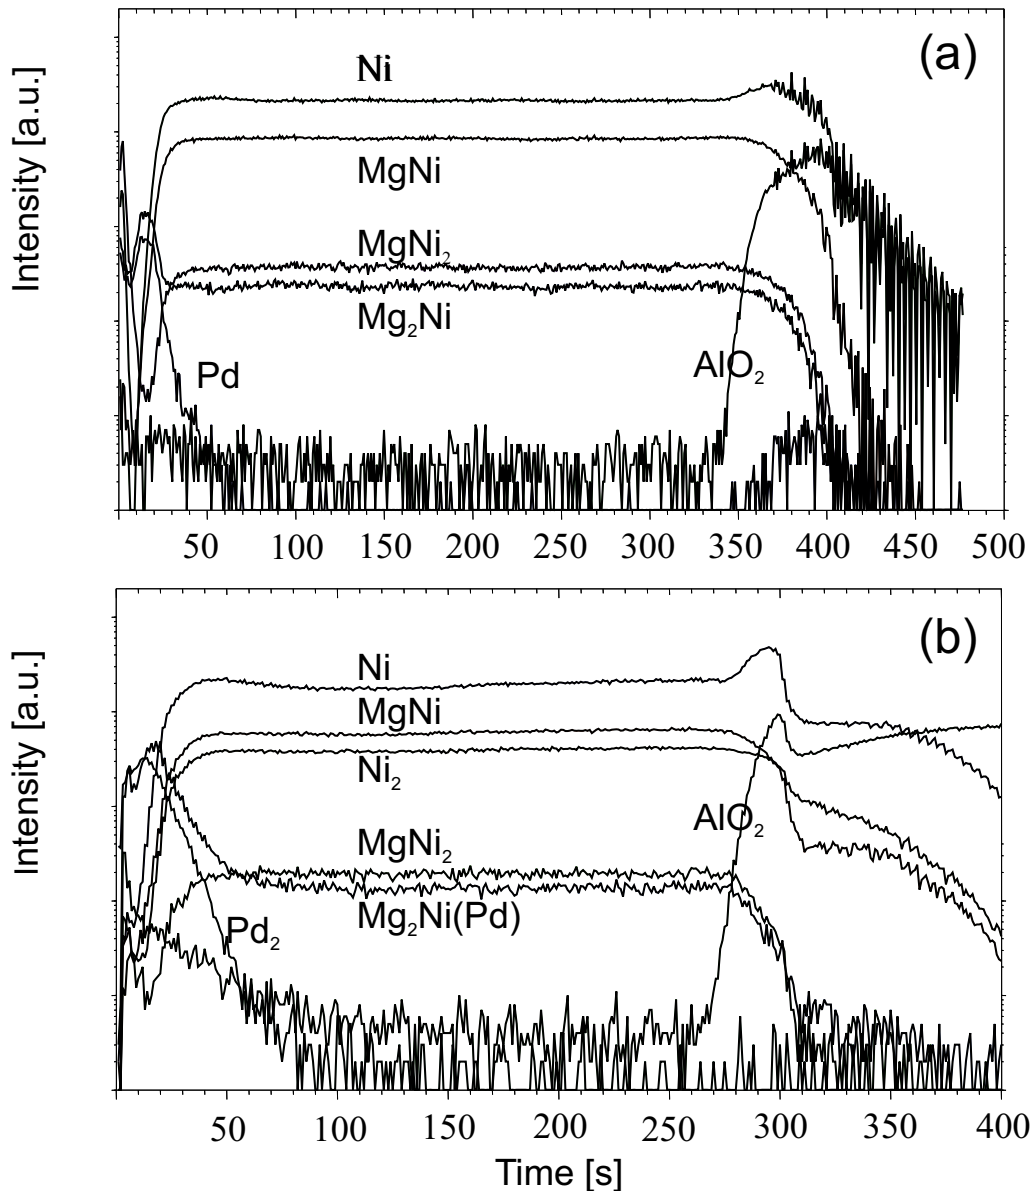 (a)
Intensity [a.u.]
Ni
MgNi
MgNi₂
Mg₂Ni
Pd
AlO₂
50 100 150 200 250 300 350 400 450 500
(b)
Intensity [a.u.]
Ni
MgNi
Ni₂
AlO₂
MgNi₂
Mg₂Ni(Pd)
Pd₂
50 100 150 200 250 300 350 400
Time [s]